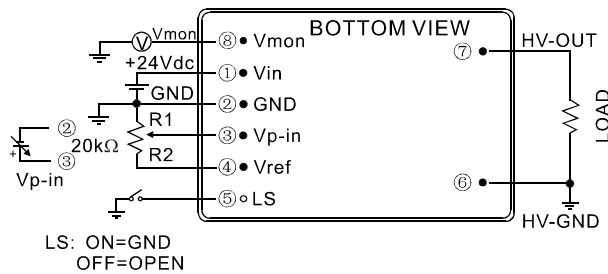 BOTTOM VIEW
V Vmon
⑧ Vmon
+24Vdc
① Vin
GND
② GND
R1
③ Vp-in
20kΩ
R2
④ Vref
⑤ LS
②
+
③
Vp-in
LS: ON=GND
OFF=OPEN
⑦
HV-OUT
LOAD
⑥
HV-GND